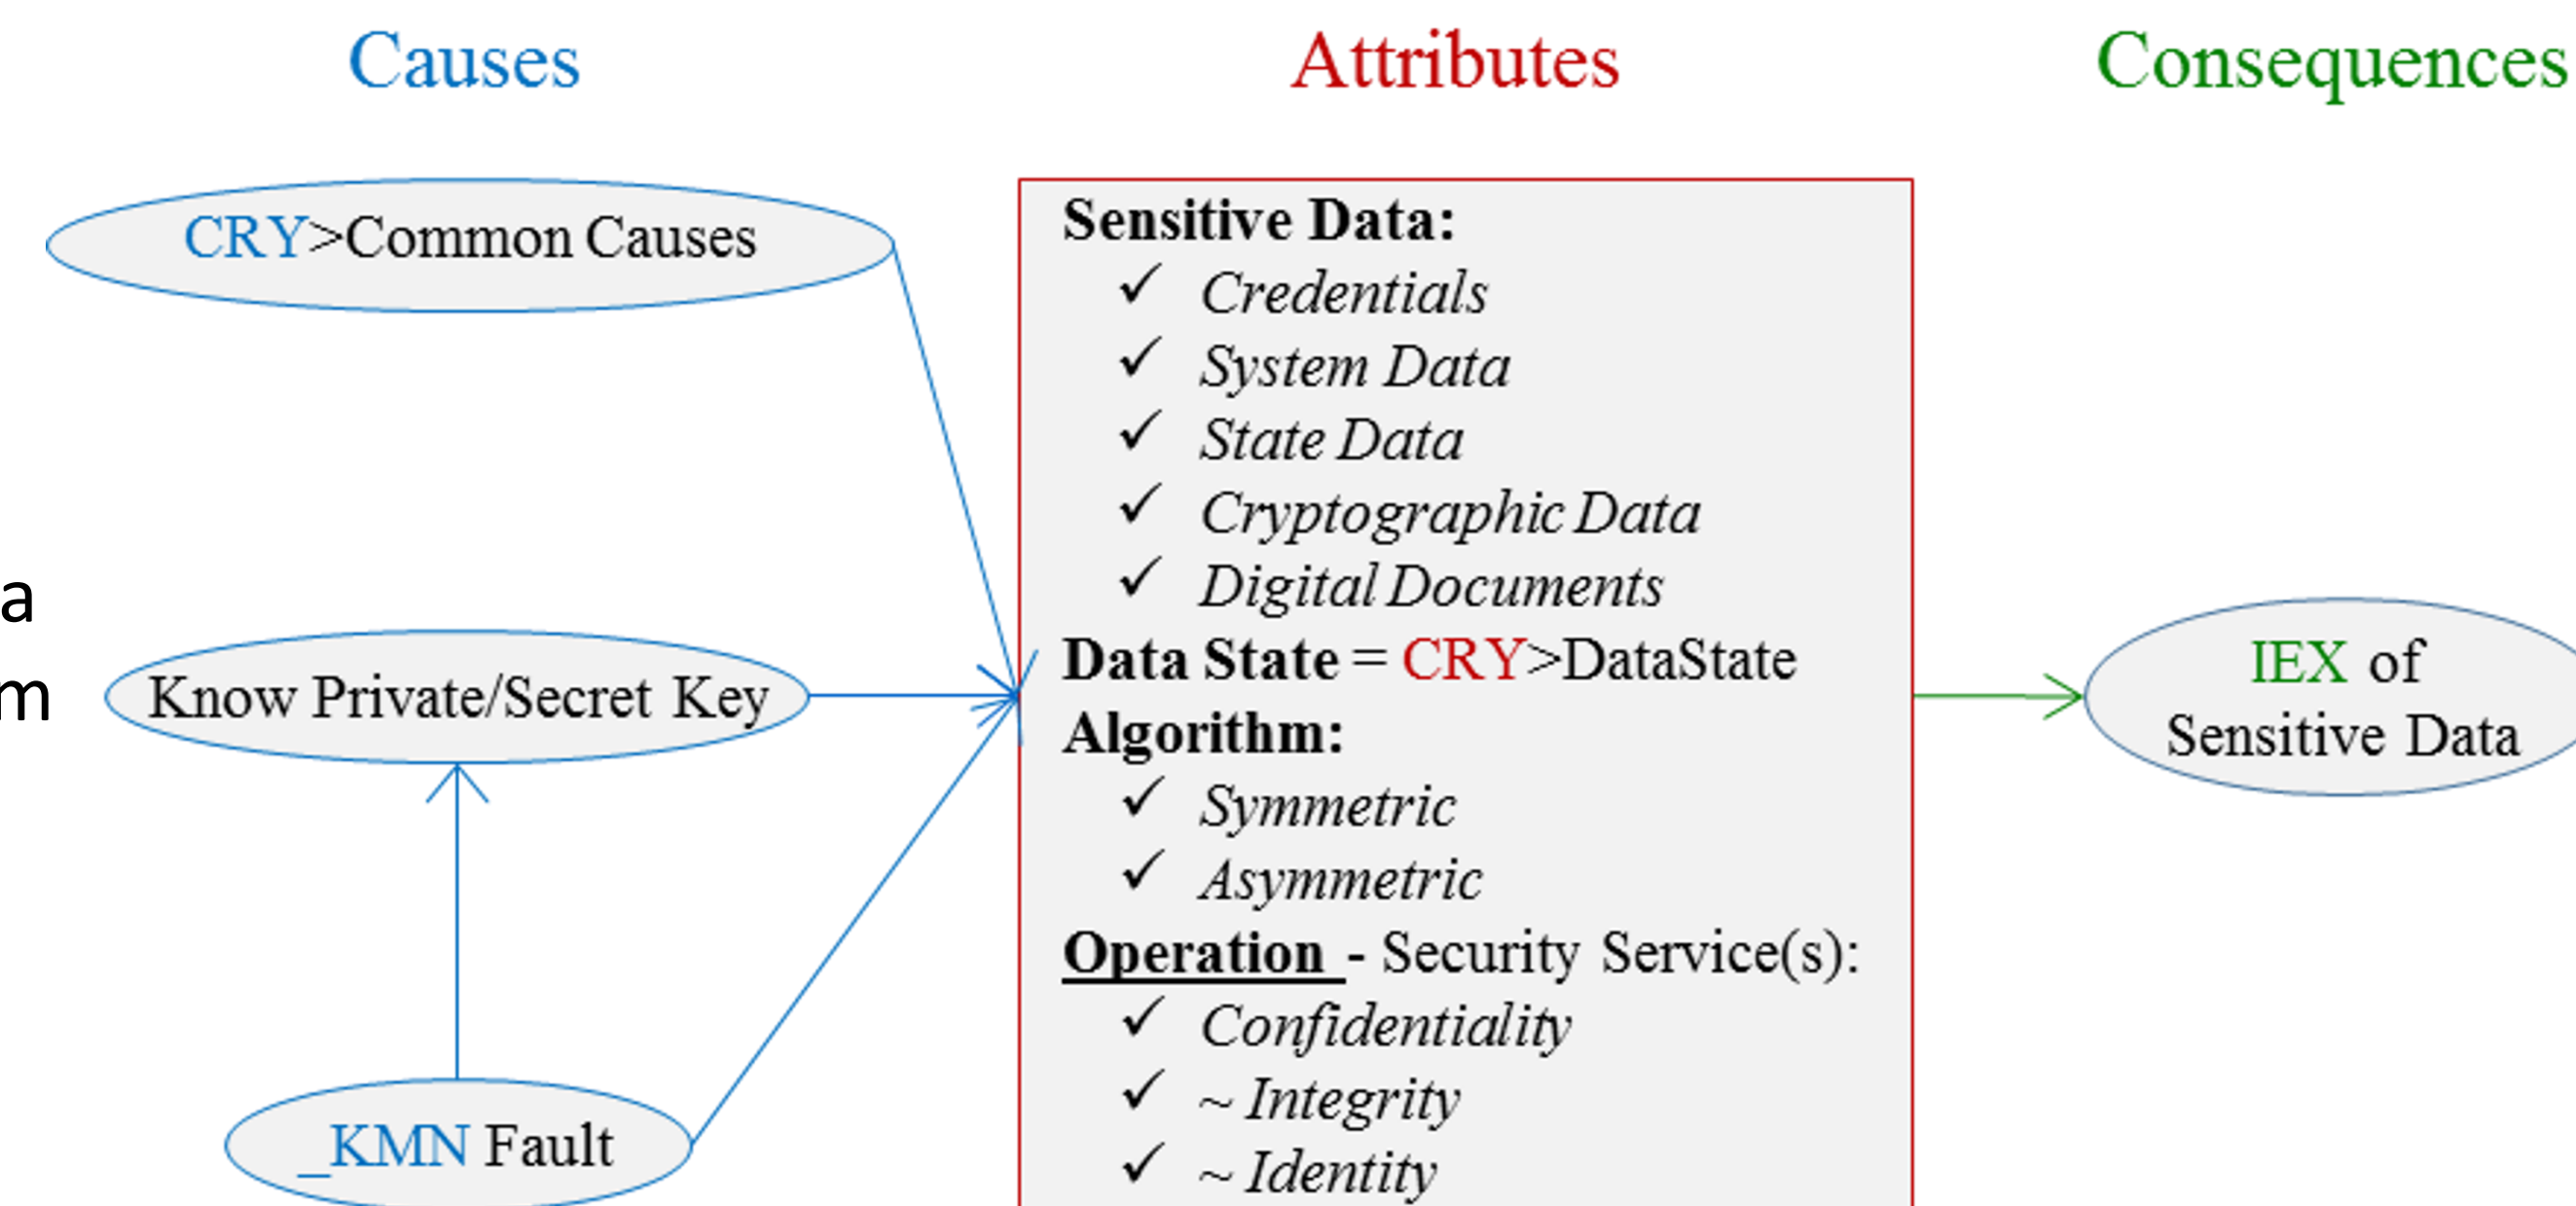 Causes
Attributes
Consequences
CRY>Common Causes
Know Private/Secret Key
_KMN Fault
Sensitive Data:
✓ Credentials
✓ System Data
✓ State Data
✓ Cryptographic Data
✓ Digital Documents
Data State = CRY>DataState
Algorithm:
✓ Symmetric
✓ Asymmetric
Operation - Security Service(s):
✓ Confidentiality
✓ ~ Integrity
✓ ~ Identity
IEX of
Sensitive Data
a
m